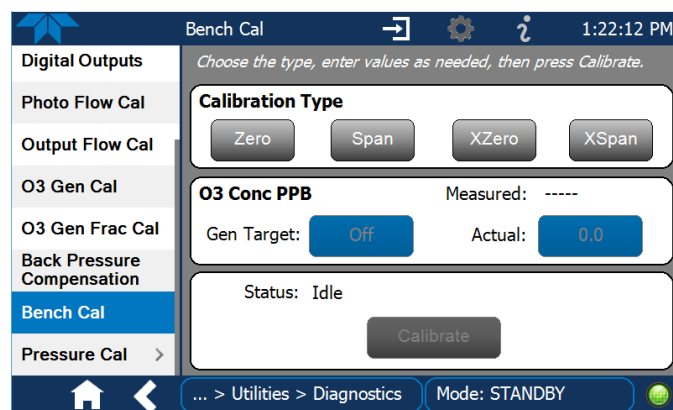 Bench Cal
1:22:12 PM
Digital Outputs
Photo Flow Cal
Output Flow Cal
O3 Gen Cal
O3 Gen Frac Cal
Back Pressure
Compensation
Bench Cal
Pressure Cal >
Choose the type, enter values as needed, then press Calibrate.
Calibration Type
Zero Span XZero XSpan
O3 Conc PPB Measured: -----
Gen Target: Off Actual: 0.0
Status: Idle
Calibrate
... > Utilities > Diagnostics
Mode: STANDBY